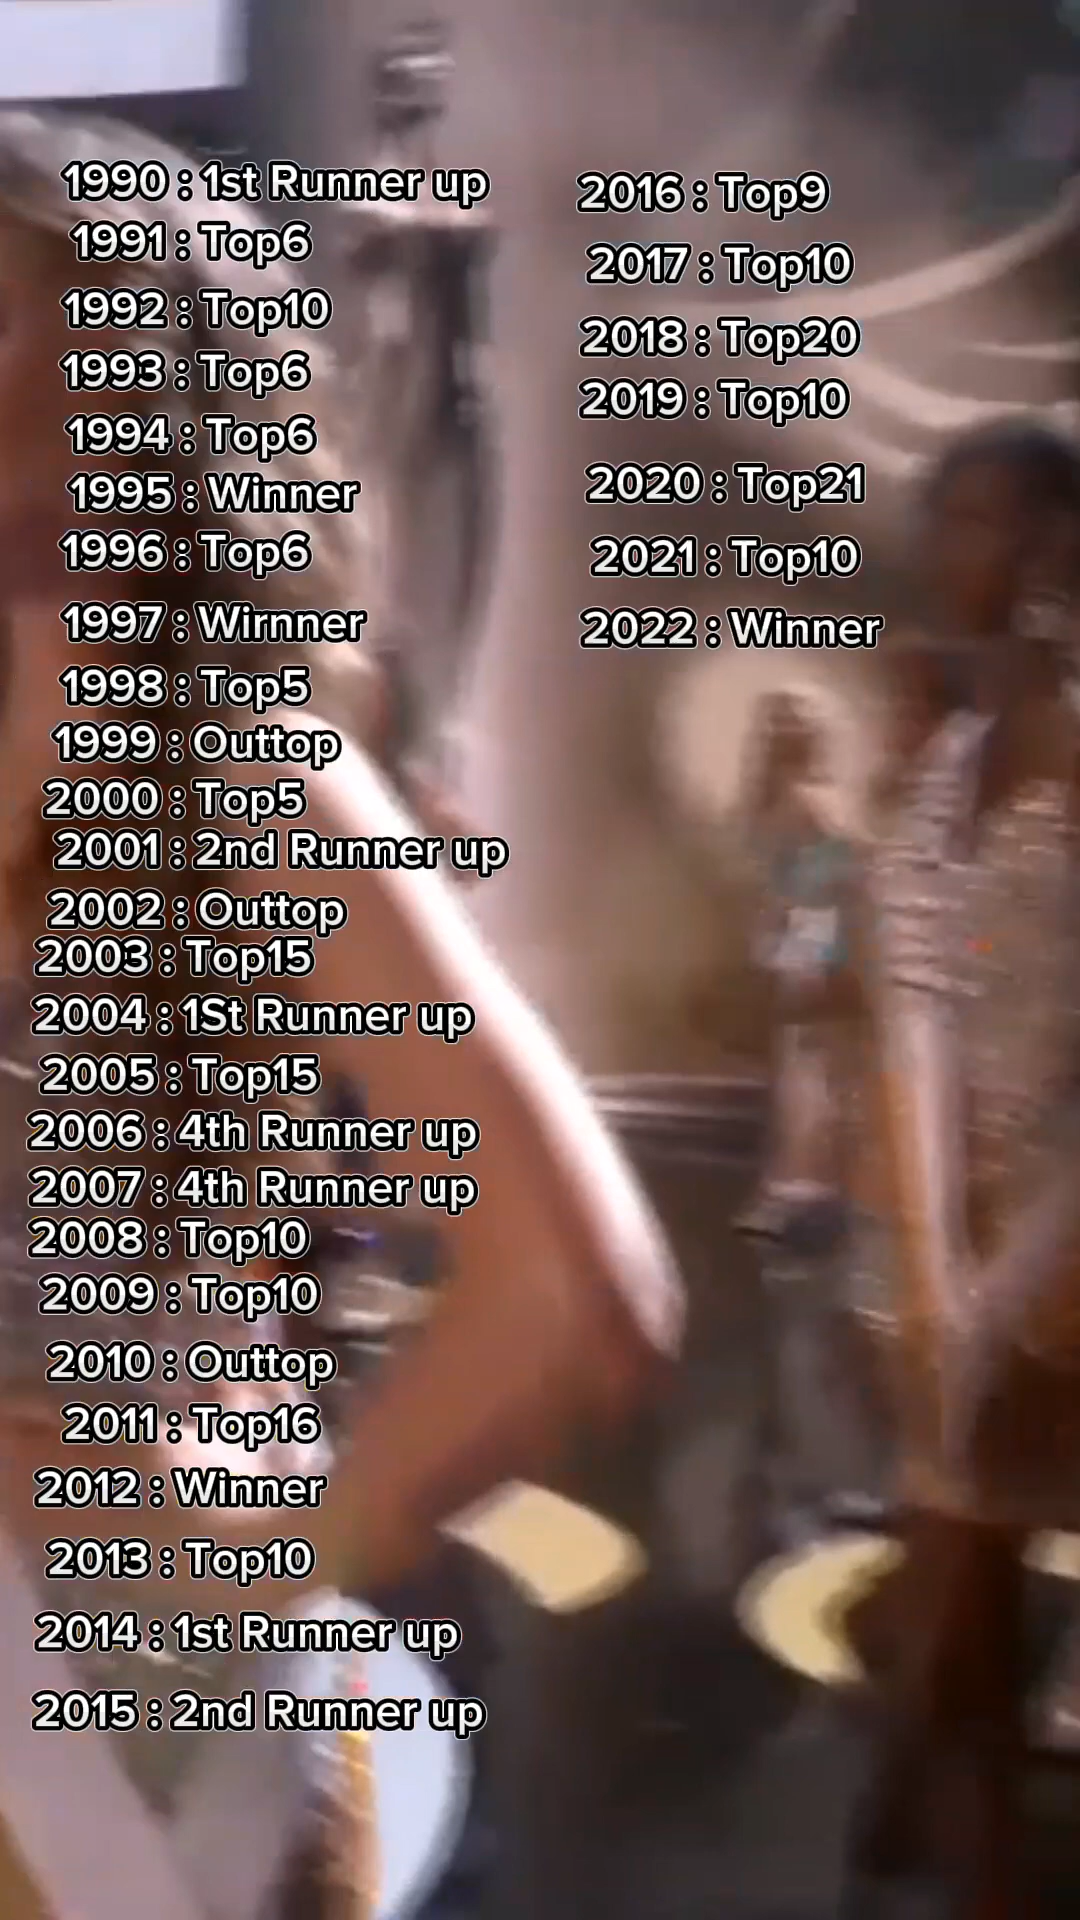 1990 : 1st Runner up
1991 : Top6
1992 : Top10
1993 : Top6
1994 : Top6
1995 : Winner
1996 : Top6
1997 : Wirnner
1998 : Top5
1999 : Outtop
2000 : Top5
2001 : 2nd Runner up
2002 : Outtop
2003 : Top15
2004 : 1St Runner up
2005 : Top15
2006 : 4th Runner up
2007 : 4th Runner up
2008 : Top10
2009 : Top10
2010 : Outtop
2011 : Top16
2012 : Winner
2013 : Top10
2014 : 1st Runner up
2015 : 2nd Runner up
2016 : Top9
2017 : Top10
2018 : Top20
2019 : Top10
2020 : Top21
2021 : Top10
2022 : Winner